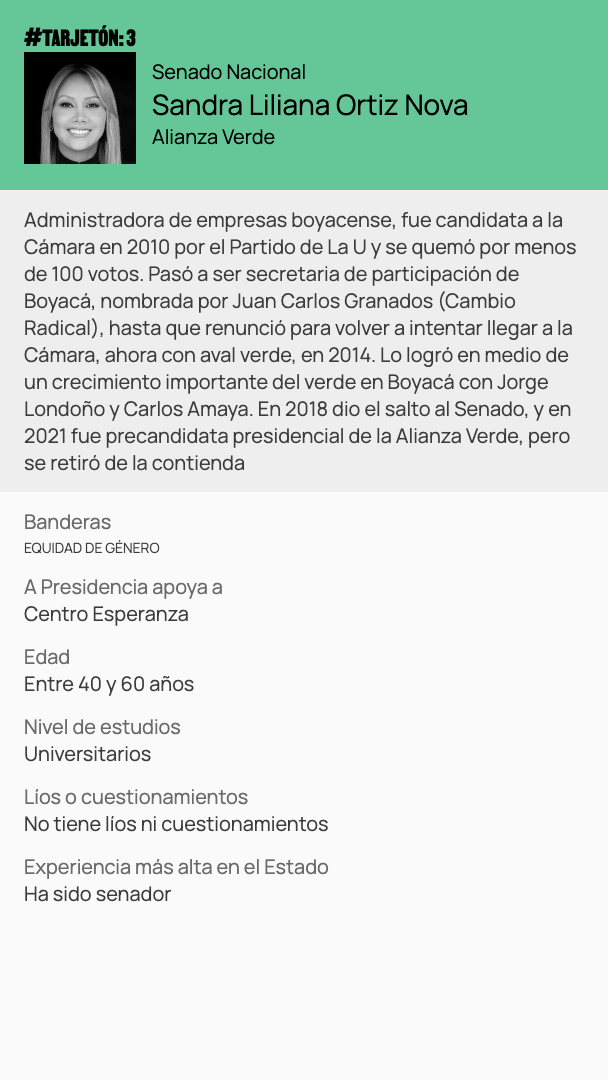 #TARJETÓN: 3
Senado Nacional
Sandra Liliana Ortiz Nova
Alianza Verde
Administradora de empresas boyacense, fue candidata a la
Cámara en 2010 por el Partido de La U y se quemó por menos
de 100 votos. Pasó a ser secretaria de participación de
Boyacá, nombrada por Juan Carlos Granados (Cambio
Radical), hasta que renunció para volver a intentar llegar a la
Cámara, ahora con aval verde, en 2014. Lo logró en medio de
un crecimiento importante del verde en Boyacá con Jorge
Londoño y Carlos Amaya. En 2018 dio el salto al Senado, y en
2021 fue precandidata presidencial de la Alianza Verde, pero
se retiró de la contienda
Banderas
EQUIDAD DE GÉNERO
A Presidencia apoya a
Centro Esperanza
Edad
Entre 40 y 60 años
Nivel de estudios
Universitarios
Líos o cuestionamientos
No tiene líos ni cuestionamientos
Experiencia más alta en el Estado
Ha sido senador